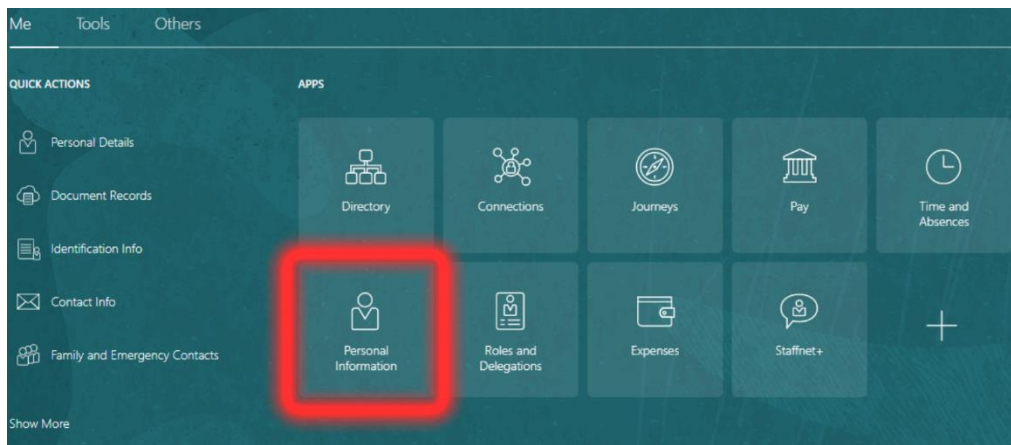 Me Tools Others
QUICK ACTIONS
Personal Details
Document Records
Identification Info
Contact Info
Family and Emergency Contacts
Show More
APPS
Directory
Connections
Journeys
Pay
Time and
Absences
Personal
Information
Roles and
Delegations
Expenses
Staffnet+